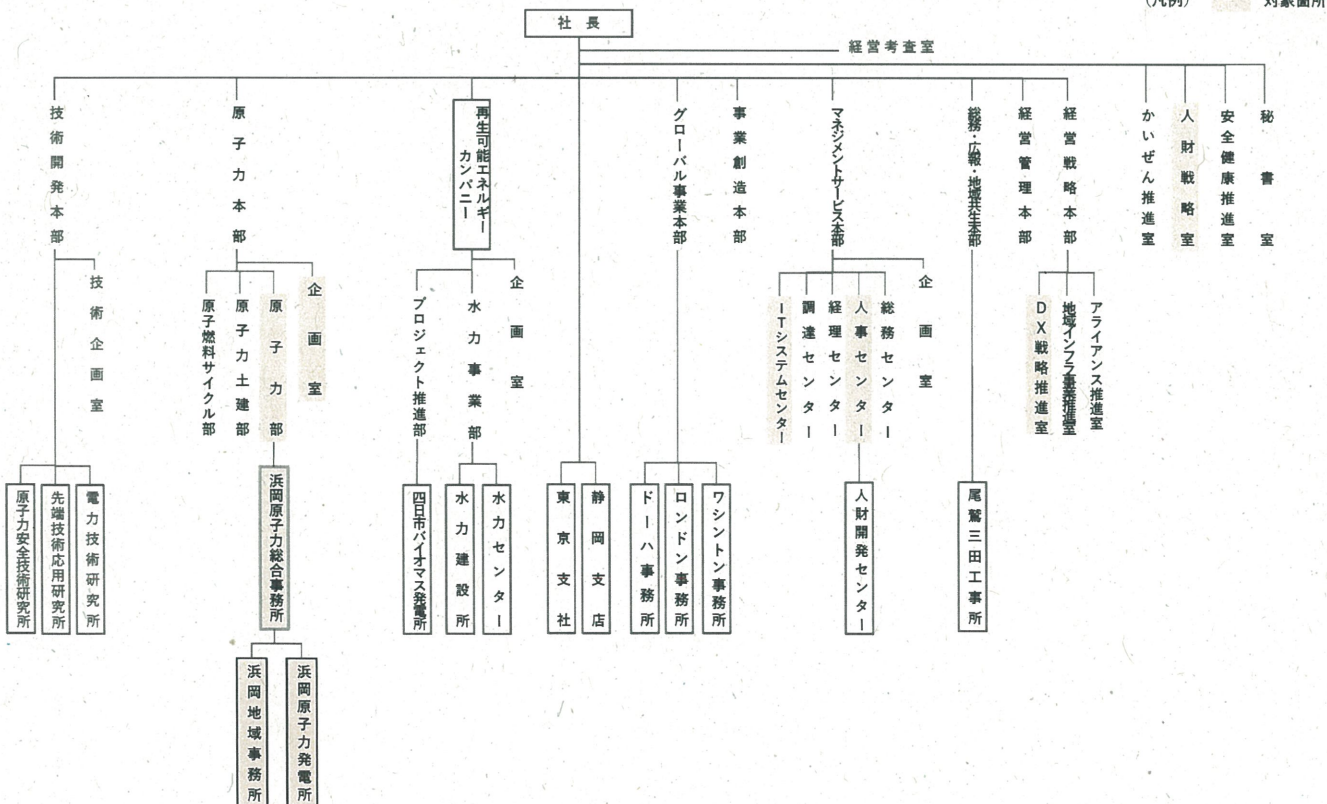 (凡例)
対象箇所
社長
経営考査室
秘書室
安全健康推進室
人財戦略室
かいぜん推進室
経営戦略本部
経営管理本部
総務・広報・地域共生本部
マネジメントサービス本部
事業創造本部
グローバル事業本部
再生可能エネルギー
カンパニー
原子力本部
技術開発本部
アライアンス推進室
地域インフラ事業推進室
DX戦略推進室
企画室
総務センター
人事センター
経理センター
調達センター
ITシステムセンター
企画室
水力事業部
プロジェクト推進部
企画室
原子力部
原子力土建部
原子燃料サイクル部
技術企画室
尾鷲三田工事所
人財開発センター
ワシントン事務所
ロンドン事務所
ドーハ事務所
静岡支店
東京支社
水力センター
水力建設所
四日市バイオマス発電所
浜岡原子力総合事務所
電力技術研究所
先端技術応用研究所
原子力安全技術研究所
浜岡原子力発電所
浜岡地域事務所